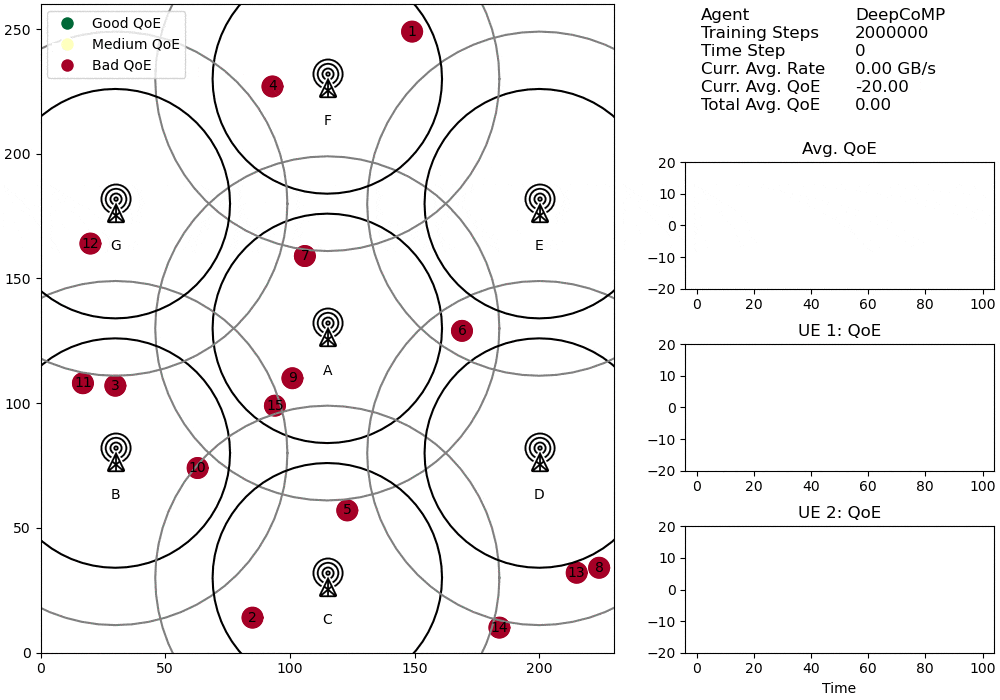 Good QoE
Medium QoE
Bad QoE
250
200
150
100
50
0
0
50
100
150
200
1
4
F
12
G
E
7
A
6
11
3
9
15
B
10
D
5
C
2
13
8
14
Agent DeepCoMP
Training Steps 2000000
Time Step 0
Curr. Avg. Rate 0.00 GB/s
Curr. Avg. QoE -20.00
Total Avg. QoE 0.00
Avg. QoE
20
10
0
−10
−20
0 20 40 60 80 100
UE 1: QoE
20
10
0
−10
−20
0 20 40 60 80 100
UE 2: QoE
20
10
0
−10
−20
0 20 40 60 80 100
Time